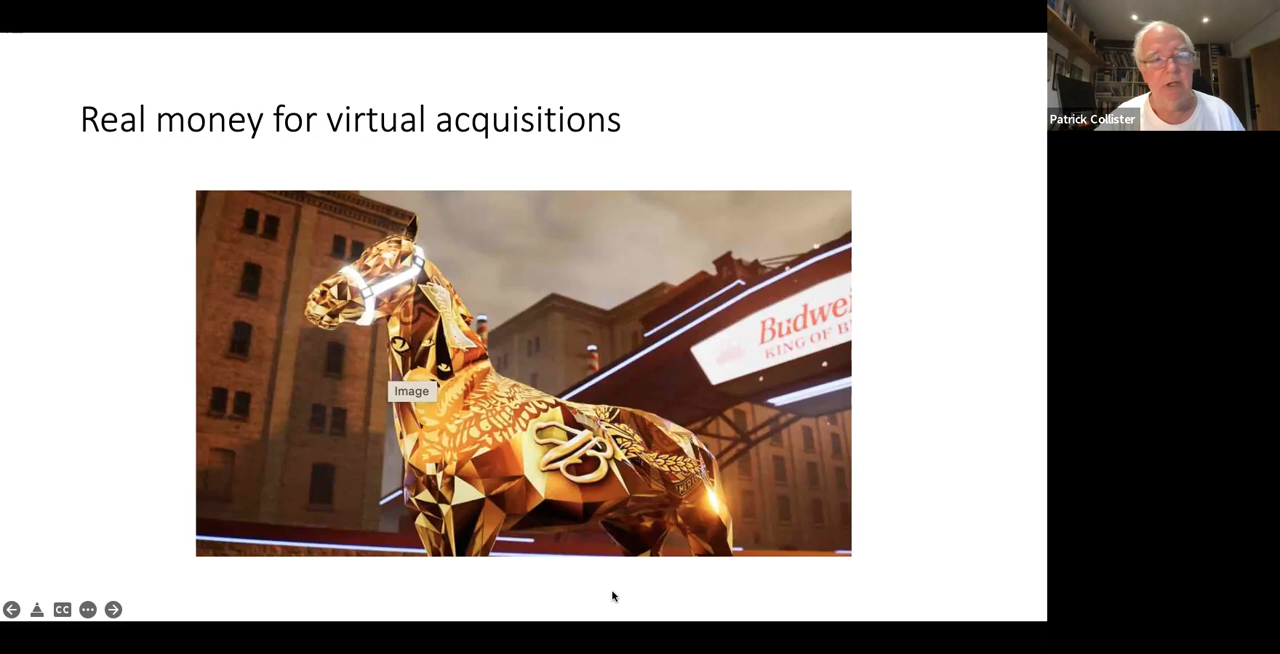 Real money for virtual acquisitions
Patrick Collister
Budwei
KING OF B
Image
B
CC